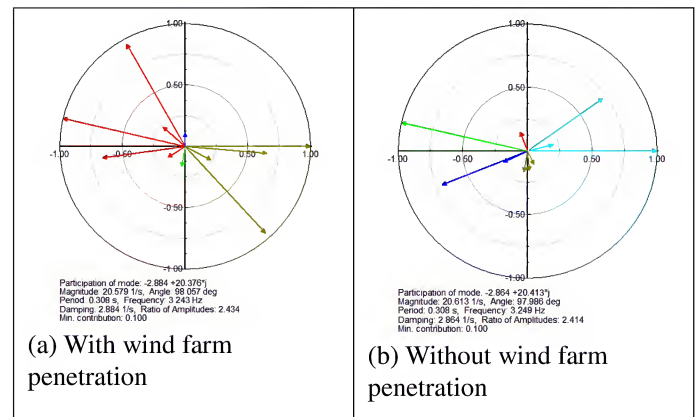 1.00
0.50
-1.00
-0.50
0.50
1.00
-0.50
-1.00
Participation of mode: -2.884 +20.376*j
Magnitude: 20.579 1/s, Angle: 98.057 deg
Period: 0.308 s, Frequency: 3.243 Hz
Damping: 2.884 1/s, Ratio of Amplitudes: 2.434
Min. contribution: 0.100
(a) With wind farm
penetration
1.00
0.50
-1.00
-0.50
0.50
1.00
-0.50
-1.00
Participation of mode: -2.864 +20.413*j
Magnitude: 20.613 1/s, Angle: 97.986 deg
Period: 0.308 s, Frequency: 3.249 Hz
Damping: 2.864 1/s, Ratio of Amplitudes: 2.414
Min. contribution: 0.100
(b) Without wind farm
penetration